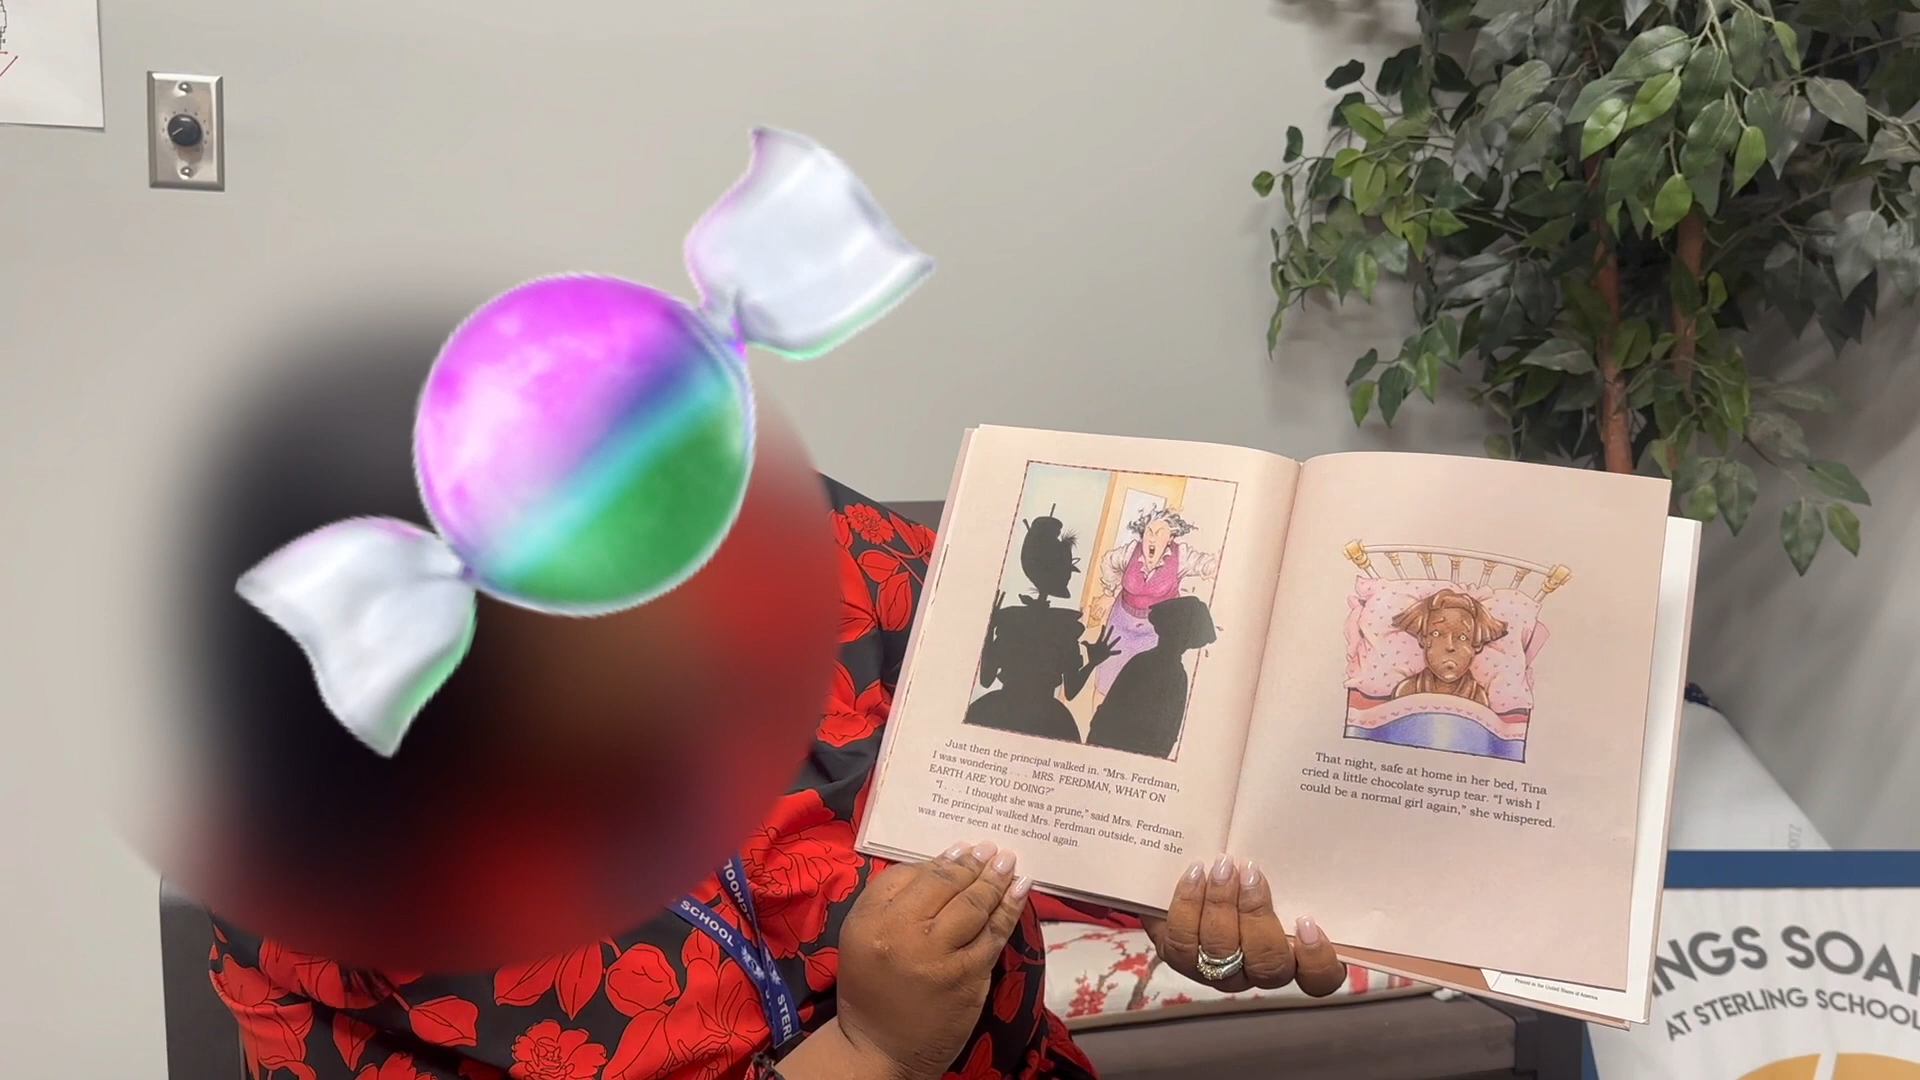 Just then the principal walked in. "Mrs. Ferdman,
I was wondering . . . MRS. FERDMAN, WHAT ON
EARTH ARE YOU DOING?"
"I . . . I thought she was a prune," said Mrs. Ferdman.
The principal walked Mrs. Ferdman outside, and she
was never seen at the school again.
That night, safe at home in her bed, Tina
cried a little chocolate syrup tear. "I wish I
could be a normal girl again," she whispered.
Printed in the United States of America
SCHOOL
STERL
INGS SOAR
AT STERLING SCHOOL